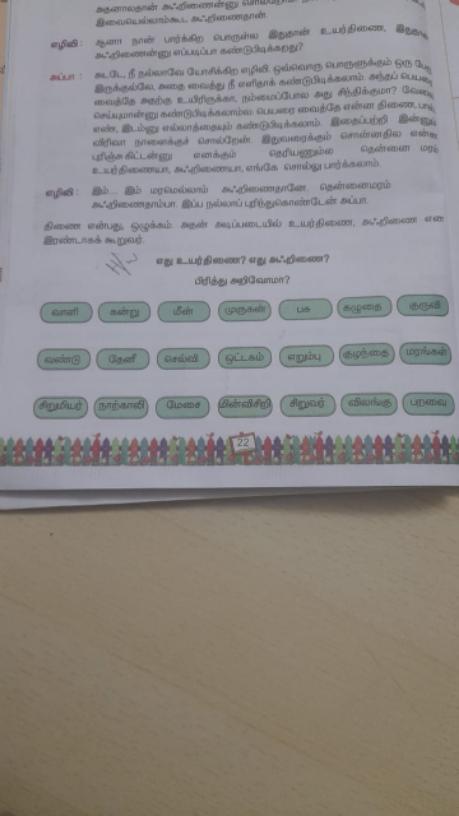 அதனாலதான் அஃறிணைன்னு
இவையெல்லாம்கூட அஃறிணைதான்.
எழிலி : ஆனா நான் பார்க்கிற பொருள்ல இதுதான் உயர்திணை, இதுதான்
அஃறிணைன்னு எப்படிப்பா கண்டுபிடிக்கறது?
அப்பா : அடடே, நீ நல்லாவே யோசிக்கிற எழிலி. ஒவ்வொரு பொருளுக்கும் ஒரு பேரு
இருக்குல்லே, அதை வைத்து நீ எளிதாக் கண்டுபிடிக்கலாம். அந்தப் பெயரை
வைத்தே அதற்கு உயிரிருக்கா, நம்மைப்போல அது சிந்திக்குமா? வேலை
செய்யுமான்னு கண்டுபிடிக்கலாம்ல. பெயரை வைத்தே என்ன திணை, பால்,
எண், இடம்னு எல்லாத்தையும் கண்டுபிடிக்கலாம். இதைப்பற்றி இன்னும்
விரிவா நாளைக்குச் சொல்றேன். இதுவரைக்கும் சொன்னதில என்ன
புரிஞ்சுகிட்டன்னு எனக்கும் தெரியணும்ல தென்னை மரம்
உயர்திணையா, அஃறிணையா, எங்கே சொல்லு பார்க்கலாம்.
எழிலி : இம்... இம் மரமெல்லாம் அஃறிணைதானே. தென்னைமரம்
அஃறிணைதாம்பா. இப்ப நல்லாப் புரிந்துகொண்டேன் அப்பா.
திணை என்பது, ஒழுக்கம். அதன் அடிப்படையில் உயர்திணை, அஃறிணை என
இரண்டாகக் கூறுவர்.
எது உயர்திணை? எது அஃறிணை?
பிரித்து அறிவோமா?
வாளி கன்று மீன் முருகன் பசு கழுதை குருவி
வண்டு தேனீ செல்வி ஒட்டகம் எறும்பு குழந்தை மரங்கள்
சிறுமியர் நாற்காலி மேசை மின்விசிறி சிறுவர் விலங்கு பறவை
22